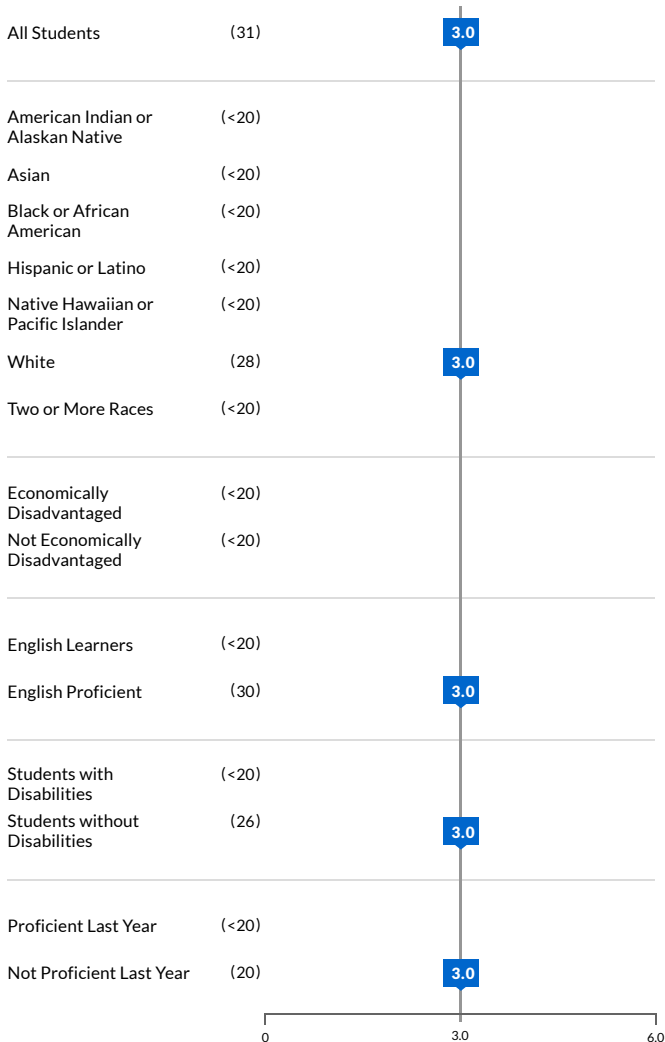 All Students (31) 3.0
American Indian or
Alaskan Native (<20)
Asian (<20)
Black or African
American (<20)
Hispanic or Latino (<20)
Native Hawaiian or
Pacific Islander (<20)
White (28) 3.0
Two or More Races (<20)
Economically
Disadvantaged (<20)
Not Economically
Disadvantaged (<20)
English Learners (<20)
English Proficient (30) 3.0
Students with
Disabilities (<20)
Students without
Disabilities (26) 3.0
Proficient Last Year (<20)
Not Proficient Last Year (20) 3.0
0 3.0 6.0